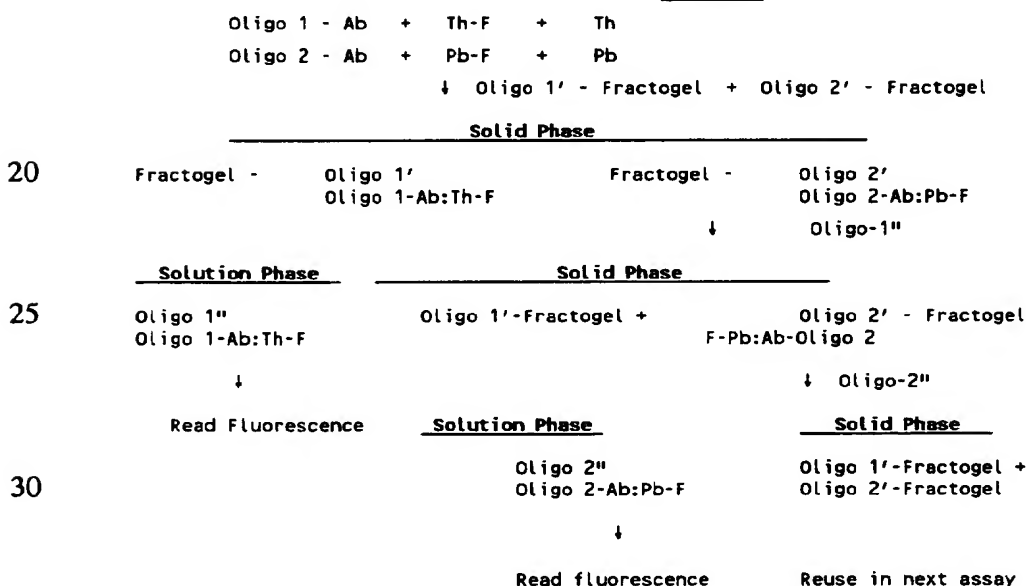 Oligo 1 - Ab + Th-F + Th
Oligo 2 - Ab + Pb-F + Pb
↓ Oligo 1' - Fractogel + Oligo 2' - Fractogel
Solid Phase
20 Fractogel - Oligo 1' Fractogel - Oligo 2'
Oligo 1-Ab:Th-F Oligo 2-Ab:Pb-F
↓ Oligo-1"
Solution Phase Solid Phase
25 Oligo 1" Oligo 1'-Fractogel + Oligo 2' - Fractogel
Oligo 1-Ab:Th-F F-Pb:Ab-Oligo 2
↓ ↓ Oligo-2"
Read Fluorescence Solution Phase Solid Phase
Oligo 2" Oligo 1'-Fractogel +
30 Oligo 2-Ab:Pb-F Oligo 2'-Fractogel
↓
Read fluorescence Reuse in next assay